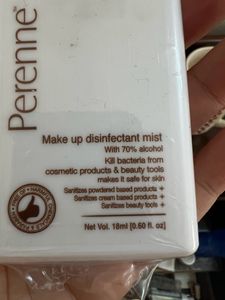 Perenne
Make up disinfectant mist
With 70% alcohol
Kill bacteria from
cosmetic products & beauty tools
makes it safe for skin
Sanitizes powdered based products +
Sanitizes cream based products +
Sanitizes beauty tools +
Net Vol. 18ml [0.60 fl. oz]